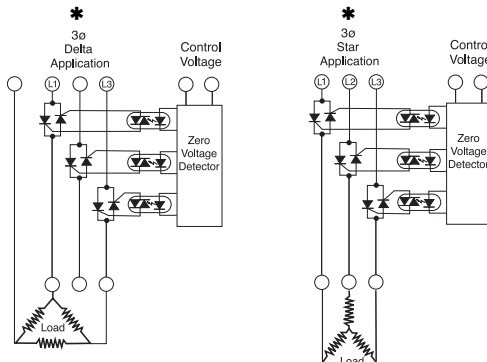 *
3ø
Delta
Application
Control
Voltage
L1
L3
Zero
Voltage
Detector
Load
*
3ø
Star
Application
Control
Voltage
L1
L2
L3
Zero
Voltage
Detector
Load